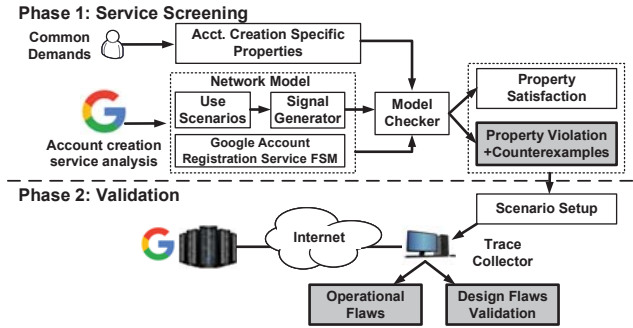 Phase 1: Service Screening
Common
Demands
Acct. Creation Specific
Properties
Network Model
Use
Scenarios
Signal
Generator
Google Account
Registration Service FSM
Account creation
service analysis
Model
Checker
Property
Satisfaction
Property Violation
+Counterexamples
Phase 2: Validation
Scenario Setup
Internet
Trace
Collector
Operational
Flaws
Design Flaws
Validation